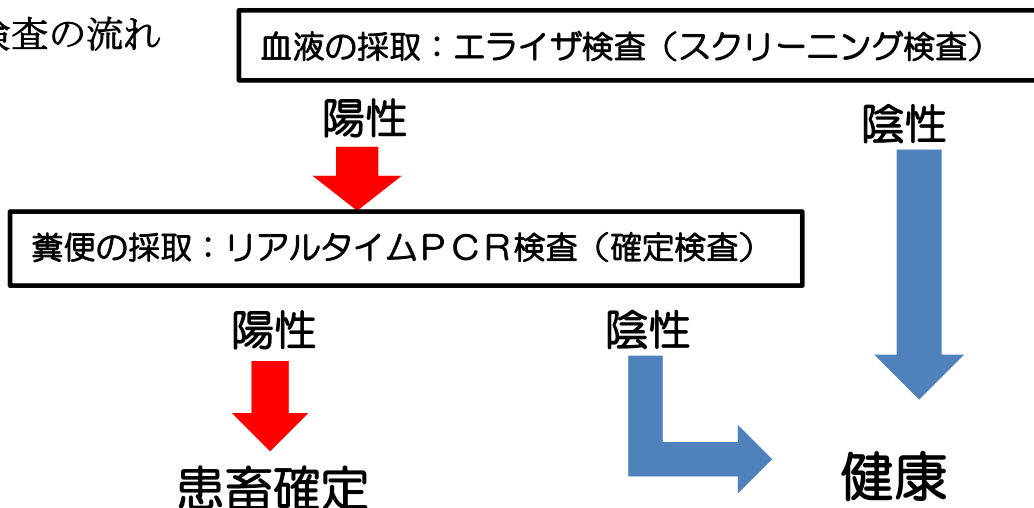 検査の流れ
血液の採取：エライザ検査（スクリーニング検査）
陽性
陰性
糞便の採取：リアルタイムＰＣＲ検査（確定検査）
陽性
陰性
患畜確定
健康